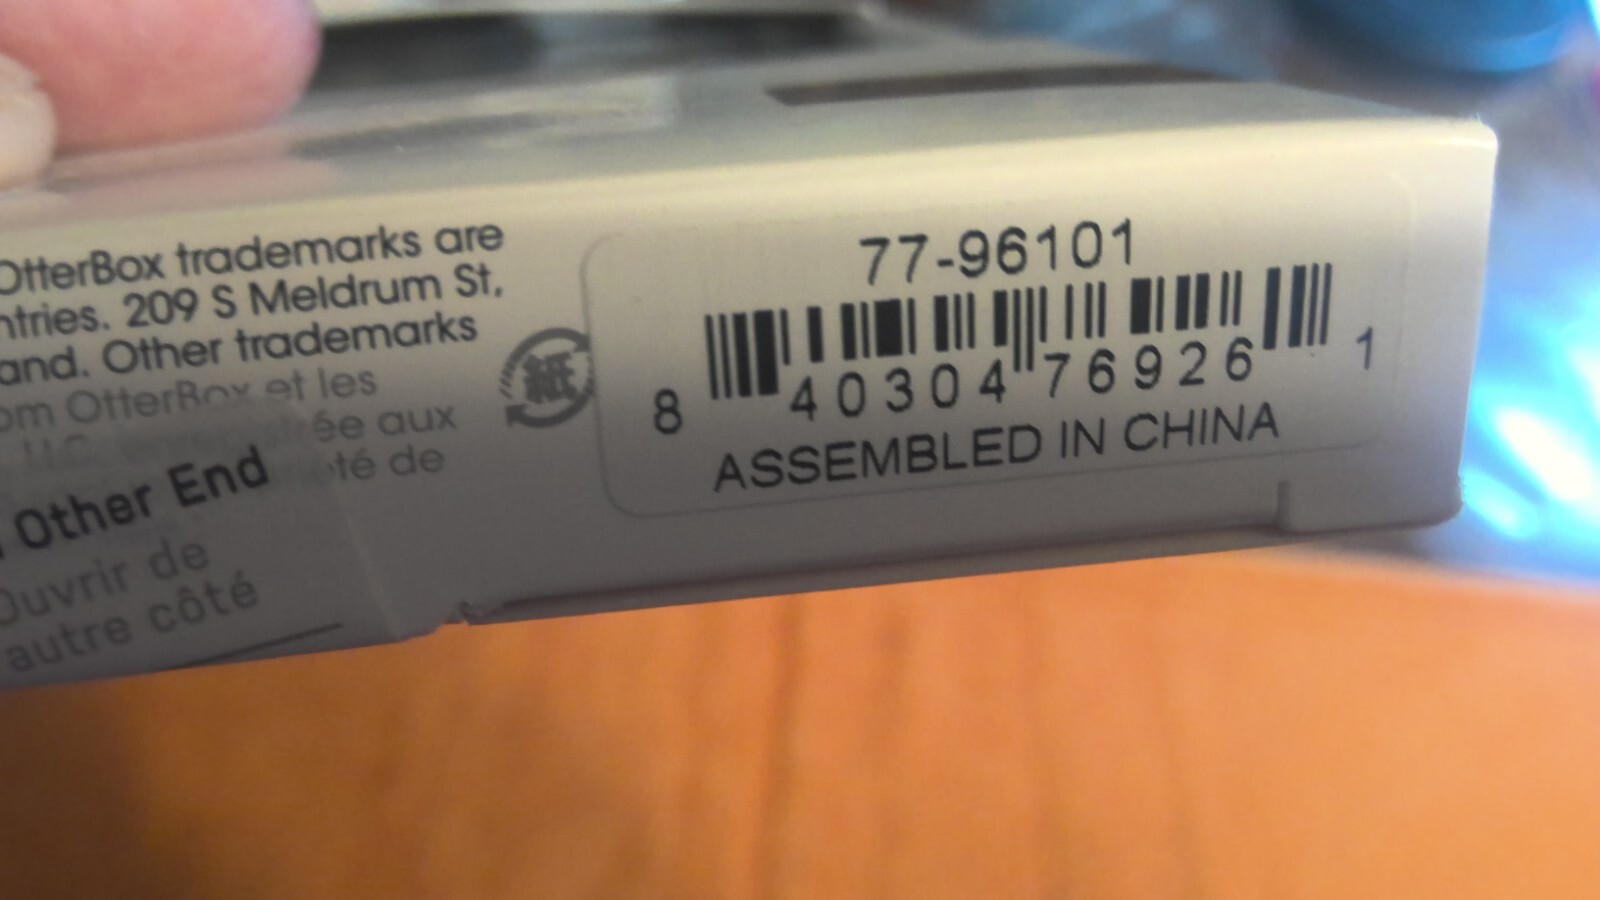 OtterBox trademarks are
ntries. 209 S Meldrum St,
and. Other trademarks
om OtterBox et les
ée aux
té de
Other End
Ouvrir de
autre côté
紙
77-96101
8 40304 76926 1
ASSEMBLED IN CHINA